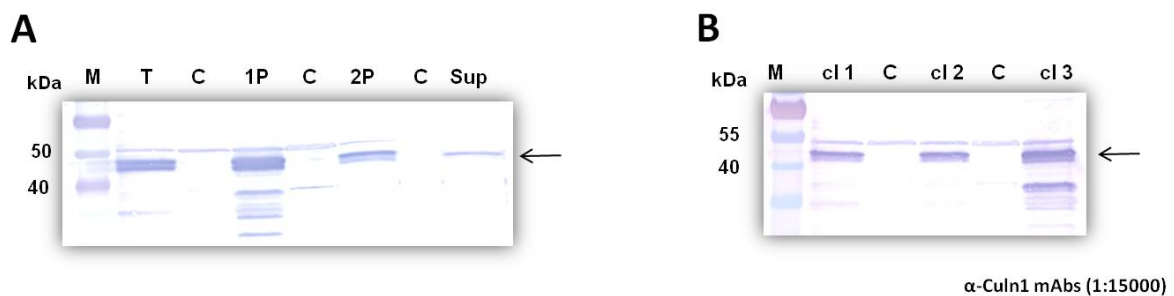 A
kDa M T C 1P C 2P C Sup
50
40
B
kDa M cl 1 C cl 2 C cl 3
55
40
α-Culn1 mAbs (1:15000)